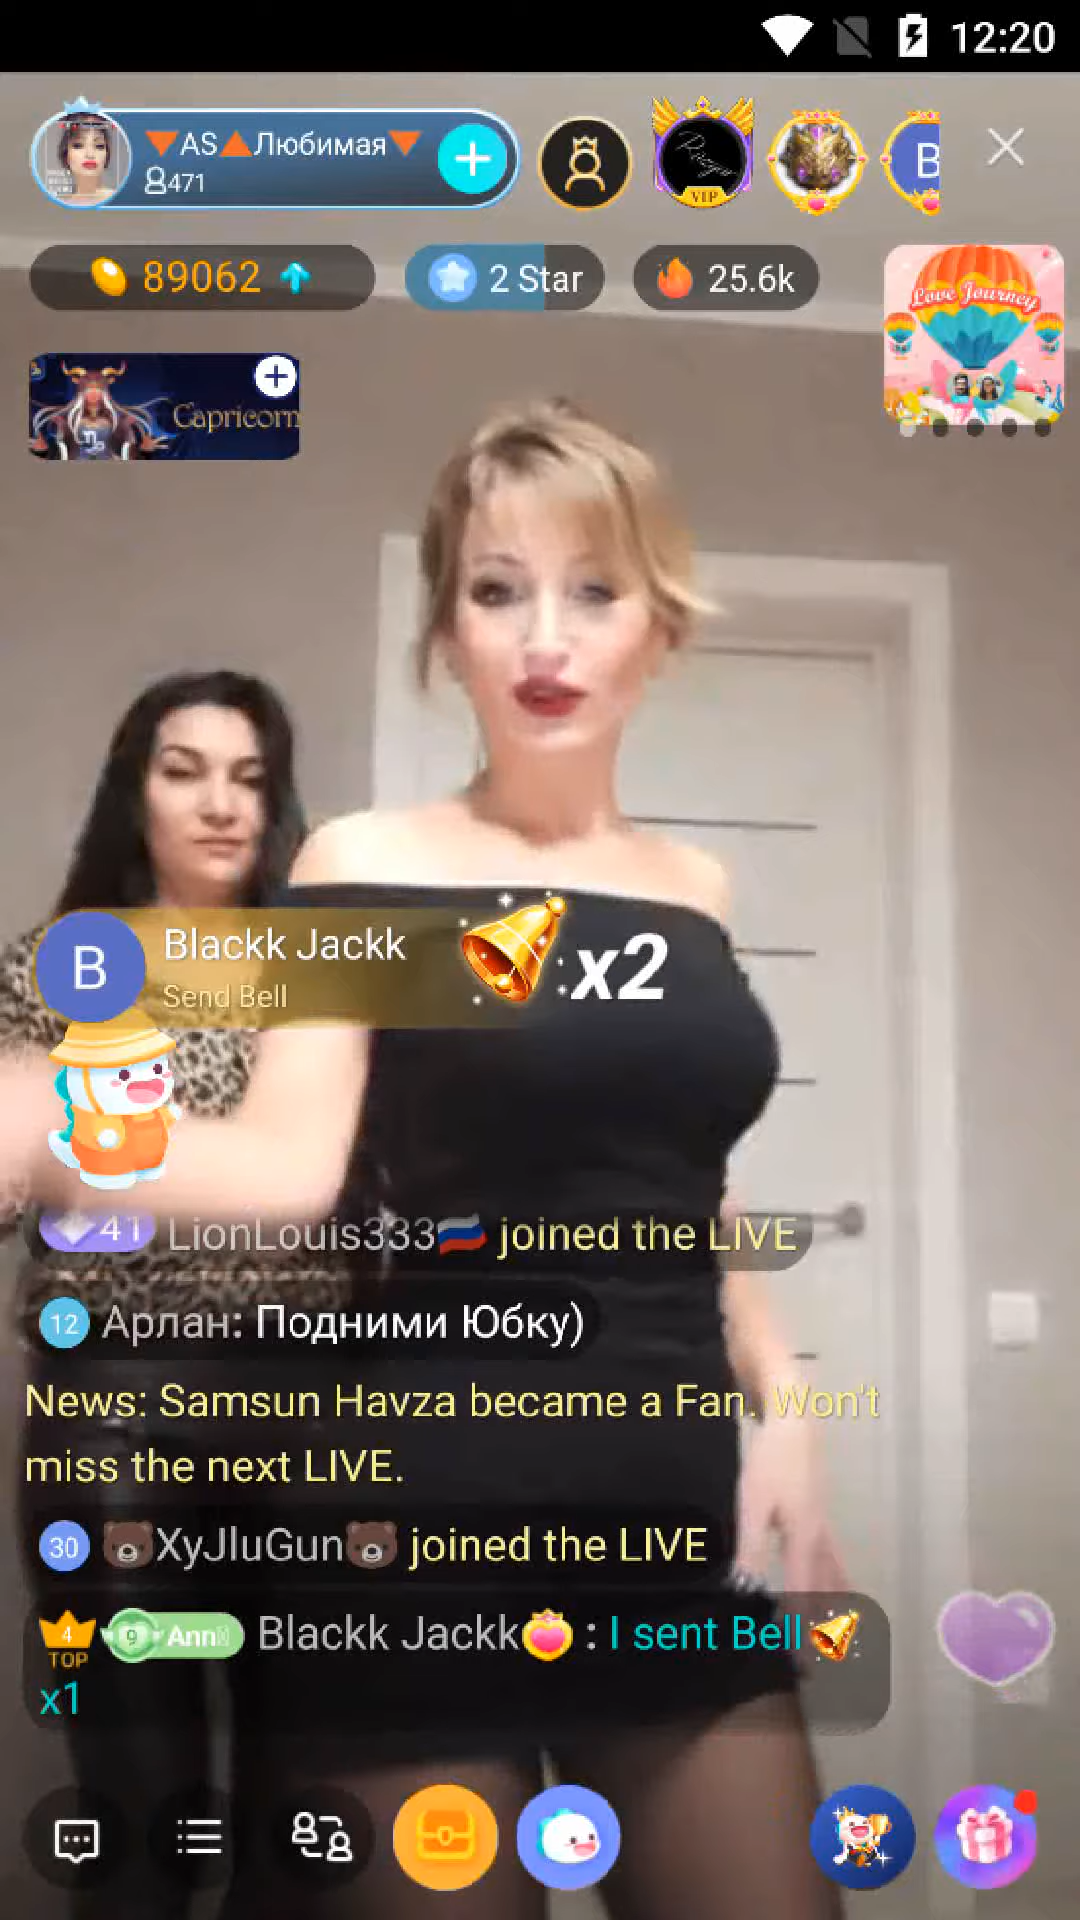 12:20
🔻AS🔺Любимая🔻
471
VIP
B
89062
2 Star
25.6k
Love Journey
Capricorn
Blackk Jackk
Send Bell
x2
B
41 LionLouis333🇷🇺 joined the LIVE
12 Арлан: Подними Юбку)
News: Samsun Havza became a Fan. Won't
miss the next LIVE.
30 🐻XyJluGun🐻 joined the LIVE
4 TOP 9 Ann Blackk Jackk : I sent Bell
x1